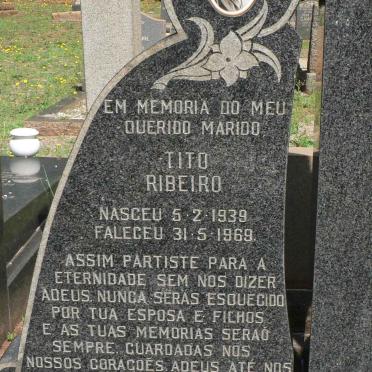 EM MEMORIA DO MEU
QUERIDO MARIDO
TITO
RIBEIRO
NASCEU 5·2·1939
FALECEU 31·5·1969.
ASSIM PARTISTE PARA A
ETERNIDADE SEM NOS DIZER
ADEUS. NUNCA SERAS ESQUECIDO
POR TUA ESPOSA E FILHOS
E AS TUAS MEMORIAS SERAÕ
SEMPRE GUARDADAS NOS
NOSSOS CORAÇOÊS. ADEUS ATÉ NOS